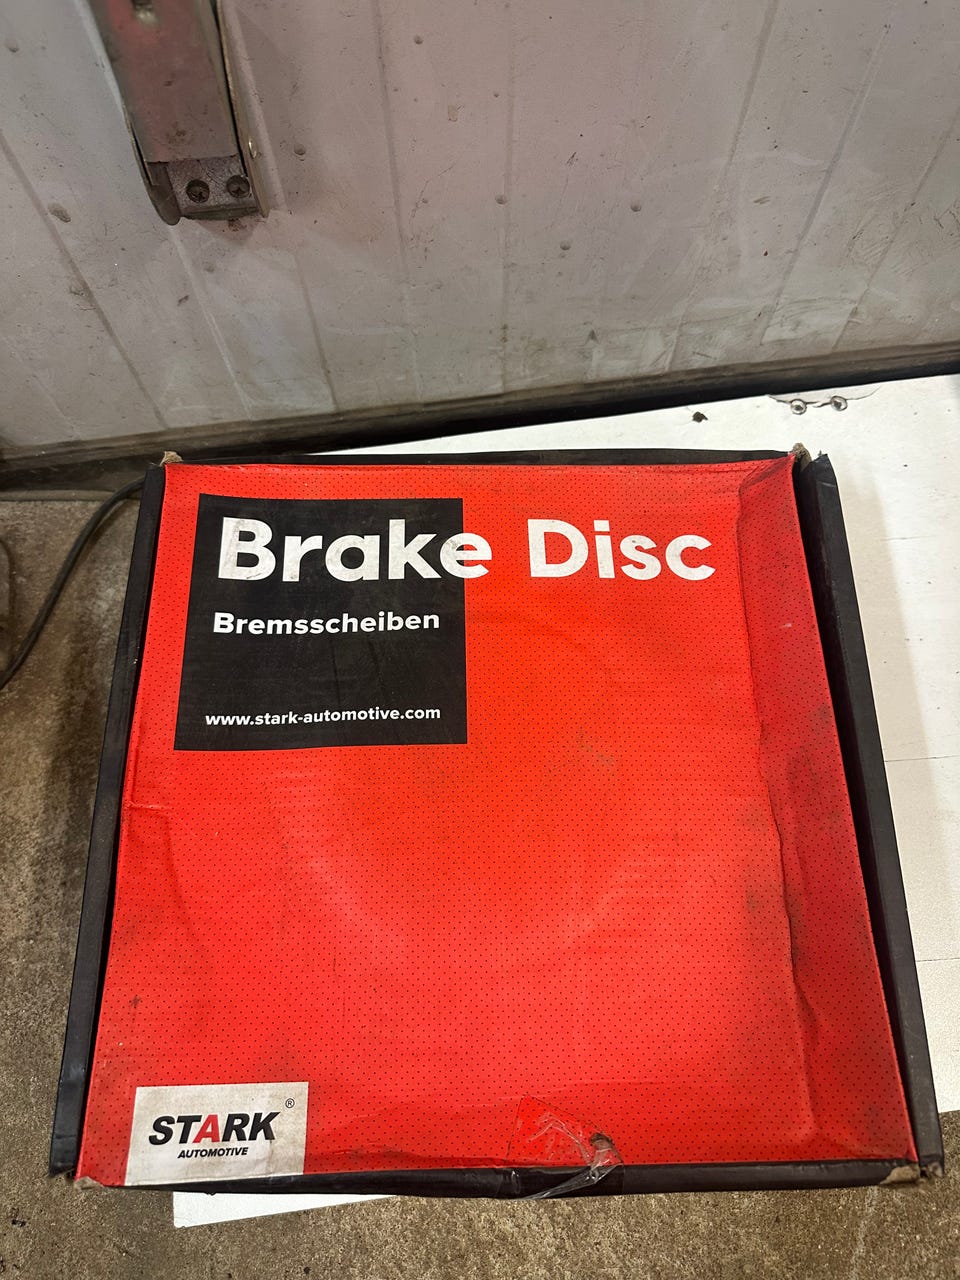 Brake Disc
Bremsscheiben
www.stark-automotive.com
STARK ®
AUTOMOTIVE